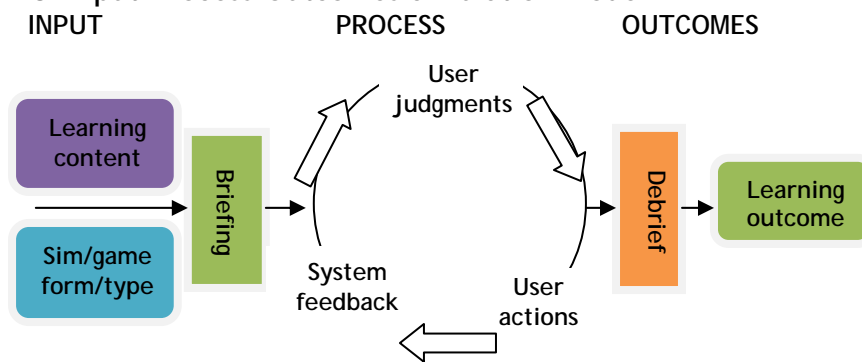 INPUT PROCESS OUTCOMES
User
judgments
Learning
content
Briefing
Debrief
Learning
outcome
Sim/game
form/type
System
feedback
User
actions